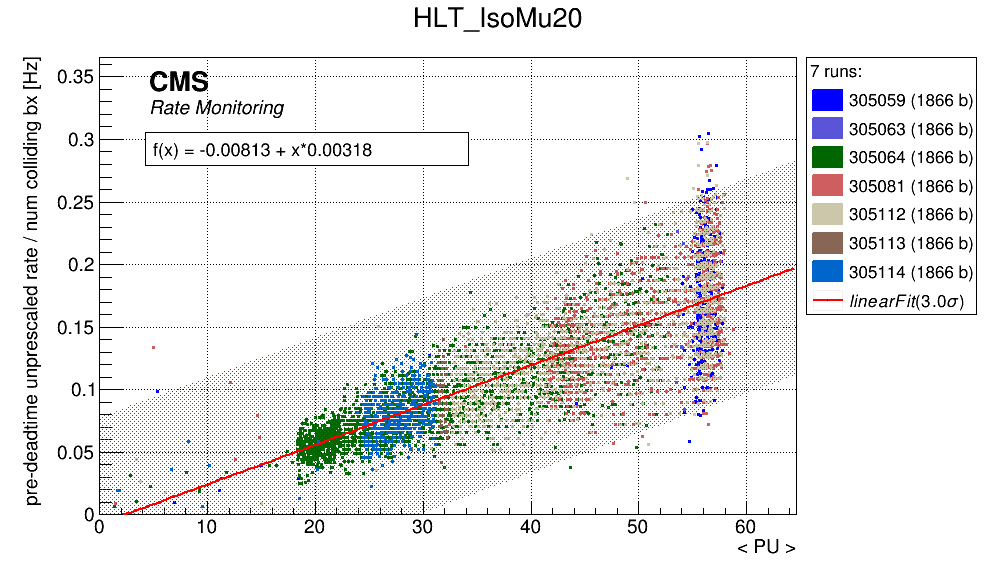 HLT_IsoMu20
pre-deadtime unprescaled rate / num colliding bx [Hz]
0.35
0.3
0.25
0.2
0.15
0.1
0.05
0
CMS
Rate Monitoring
f(x) = -0.00813 + x*0.00318
0 10 20 30 40 50 60
< PU >
7 runs:
305059 (1866 b)
305063 (1866 b)
305064 (1866 b)
305081 (1866 b)
305112 (1866 b)
305113 (1866 b)
305114 (1866 b)
linearFit(3.0σ)